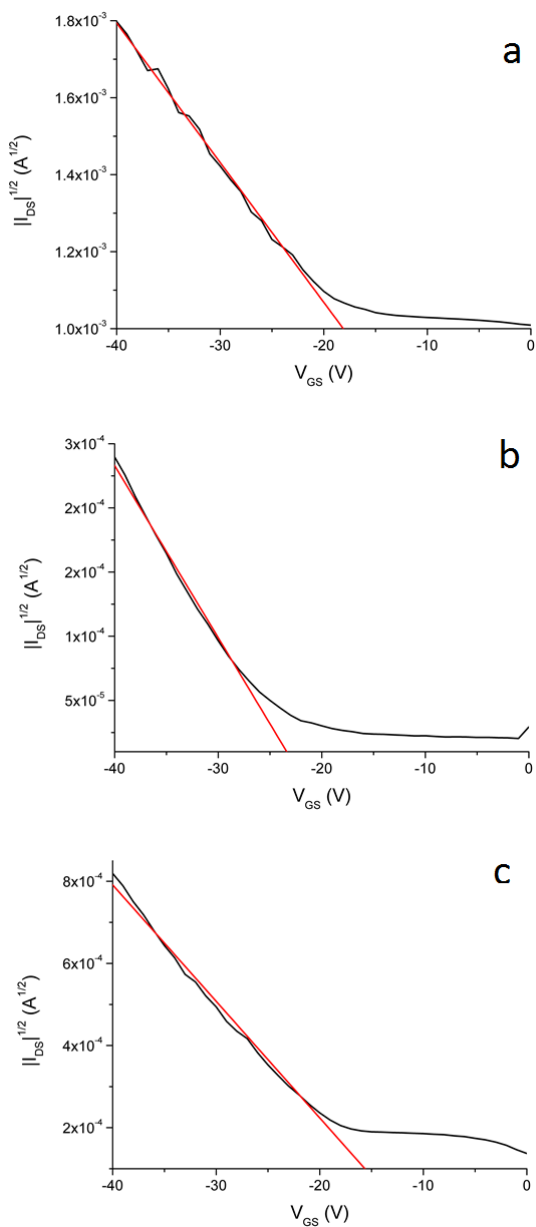 a
1.8x10⁻³
1.6x10⁻³
1.4x10⁻³
1.2x10⁻³
1.0x10⁻³
|I_DS|^1/2 (A^1/2)
-40 -30 -20 -10 0
V_GS (V)
b
3x10⁻⁴
2x10⁻⁴
2x10⁻⁴
1x10⁻⁴
5x10⁻⁵
|I_DS|^1/2 (A^1/2)
-40 -30 -20 -10 0
V_GS (V)
c
8x10⁻⁴
6x10⁻⁴
4x10⁻⁴
2x10⁻⁴
|I_DS|^1/2 (A^1/2)
-40 -30 -20 -10 0
V_GS (V)